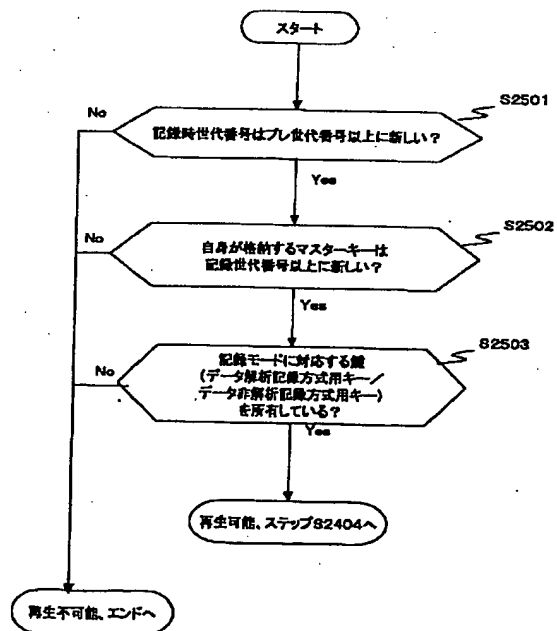 スタート
S2501
No
記録時世代番号はプレ世代番号以上に新しい?
Yes
S2502
No
自身が格納するマスターキーは
記録世代番号以上に新しい?
Yes
S2503
No
記録モードに対応する鍵
(データ解析記録方式用キー/
データ非解析記録方式用キー)
を所有している?
Yes
再生可能、ステップS2404へ
再生不可能、エンドへ